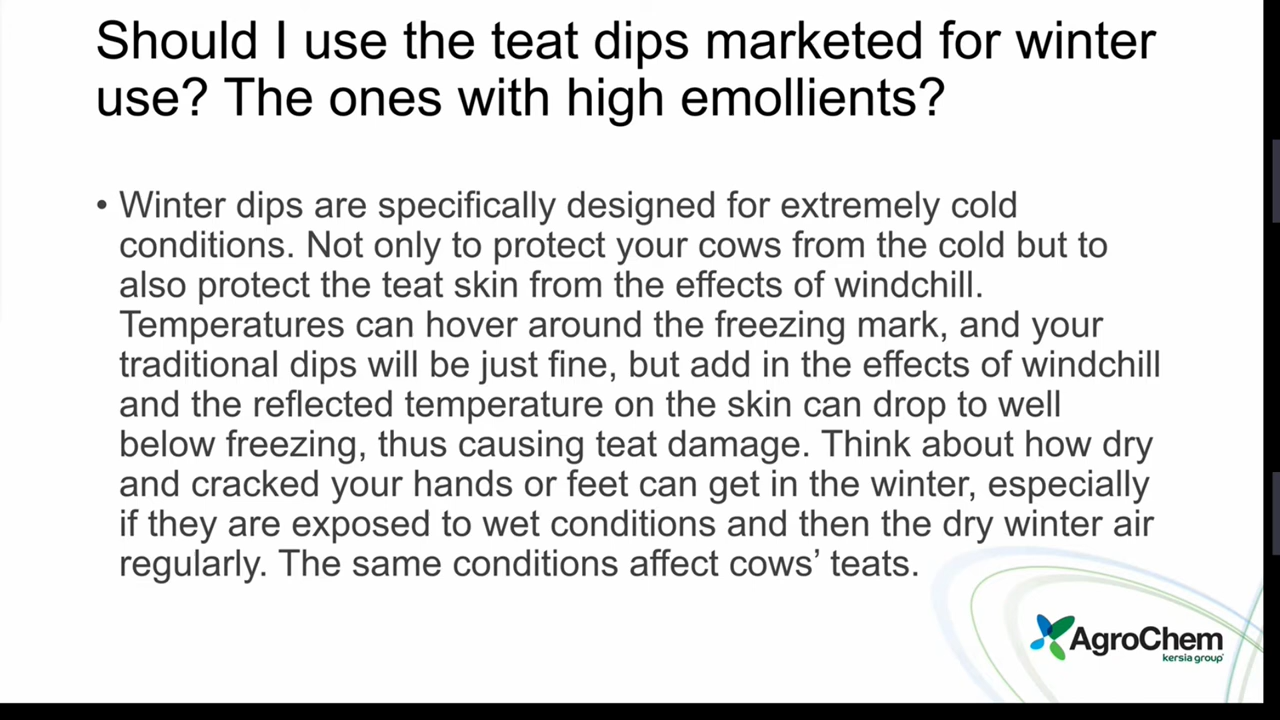 Should I use the teat dips marketed for winter
use? The ones with high emollients?
• Winter dips are specifically designed for extremely cold
conditions. Not only to protect your cows from the cold but to
also protect the teat skin from the effects of windchill.
Temperatures can hover around the freezing mark, and your
traditional dips will be just fine, but add in the effects of windchill
and the reflected temperature on the skin can drop to well
below freezing, thus causing teat damage. Think about how dry
and cracked your hands or feet can get in the winter, especially
if they are exposed to wet conditions and then the dry winter air
regularly. The same conditions affect cows’ teats.
AgroChem
kersia group